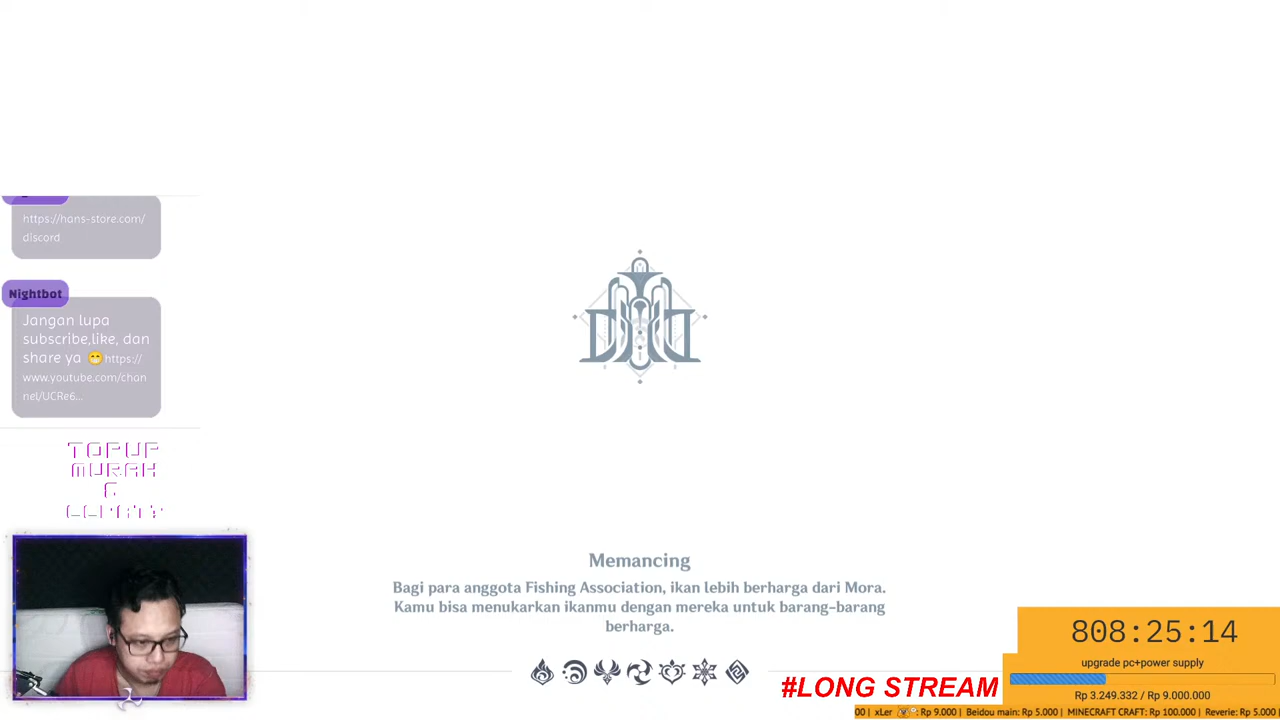 https://hans-store.com/
discord
Nightbot
Jangan lupa
subscribe,like, dan
share ya 😁https://
www.youtube.com/chan
nel/UCRe6...
TOPUP
MURAH
Memancing
Bagi para anggota Fishing Association, ikan lebih berharga dari Mora.
Kamu bisa menukarkan ikanmu dengan mereka untuk barang-barang
berharga.
808:25:14
upgrade pc+power supply
#LONG STREAM
Rp 3.249.332 / Rp 9.000.000
00 | xLer 🐼💬: Rp 9.000 | Beidou main: Rp 5.000 | MINECRAFT CRAFT: Rp 100.000 | Reverie: Rp 5.000